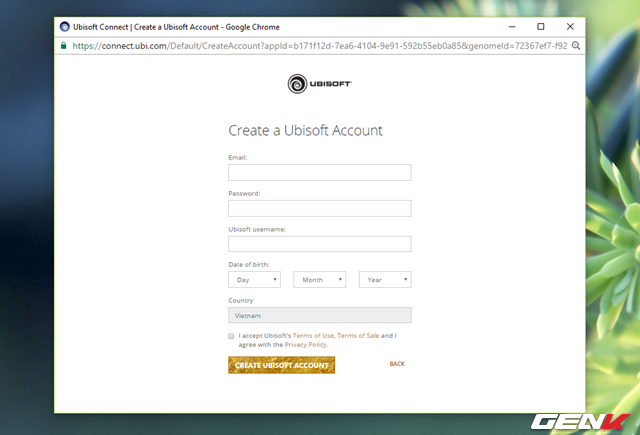 Ubisoft Connect | Create a Ubisoft Account - Google Chrome
https://connect.ubi.com/Default/CreateAccount?appId=b171f12d-7ea6-4104-9e91-592b55eb0a85&genomeId=72367ef7-f92
UBISOFT
Create a Ubisoft Account
Email:
Password:
Ubisoft username:
Date of birth:
Day Month Year
Country
Vietnam
I accept Ubisoft's Terms of Use, Terms of Sale and I
agree with the Privacy Policy.
CREATE UBISOFT ACCOUNT BACK
GENK